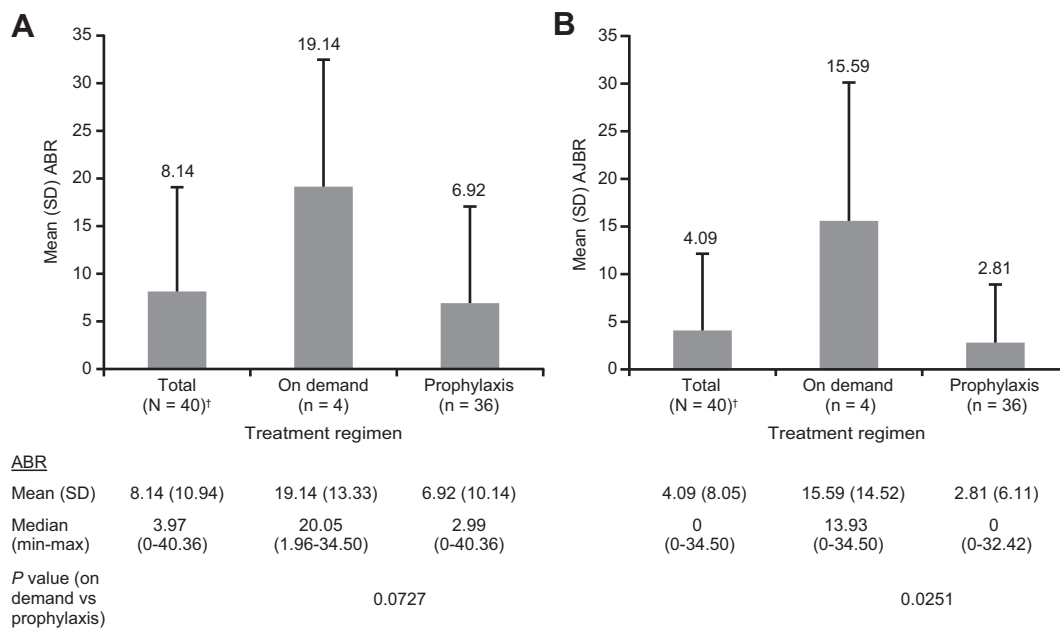 A
Mean (SD) ABR
35
30
25
20
15
10
5
0
8.14
19.14
6.92
Total
(N = 40)†
On demand
(n = 4)
Prophylaxis
(n = 36)
Treatment regimen
B
Mean (SD) AJBR
35
30
25
20
15
10
5
0
4.09
15.59
2.81
Total
(N = 40)†
On demand
(n = 4)
Prophylaxis
(n = 36)
Treatment regimen
ABR
Mean (SD) 8.14 (10.94) 19.14 (13.33) 6.92 (10.14) 4.09 (8.05) 15.59 (14.52) 2.81 (6.11)
Median 3.97 20.05 2.99 0 13.93 0
(min-max) (0-40.36) (1.96-34.50) (0-40.36) (0-34.50) (0-34.50) (0-32.42)
P value (on
demand vs 0.0727 0.0251
prophylaxis)